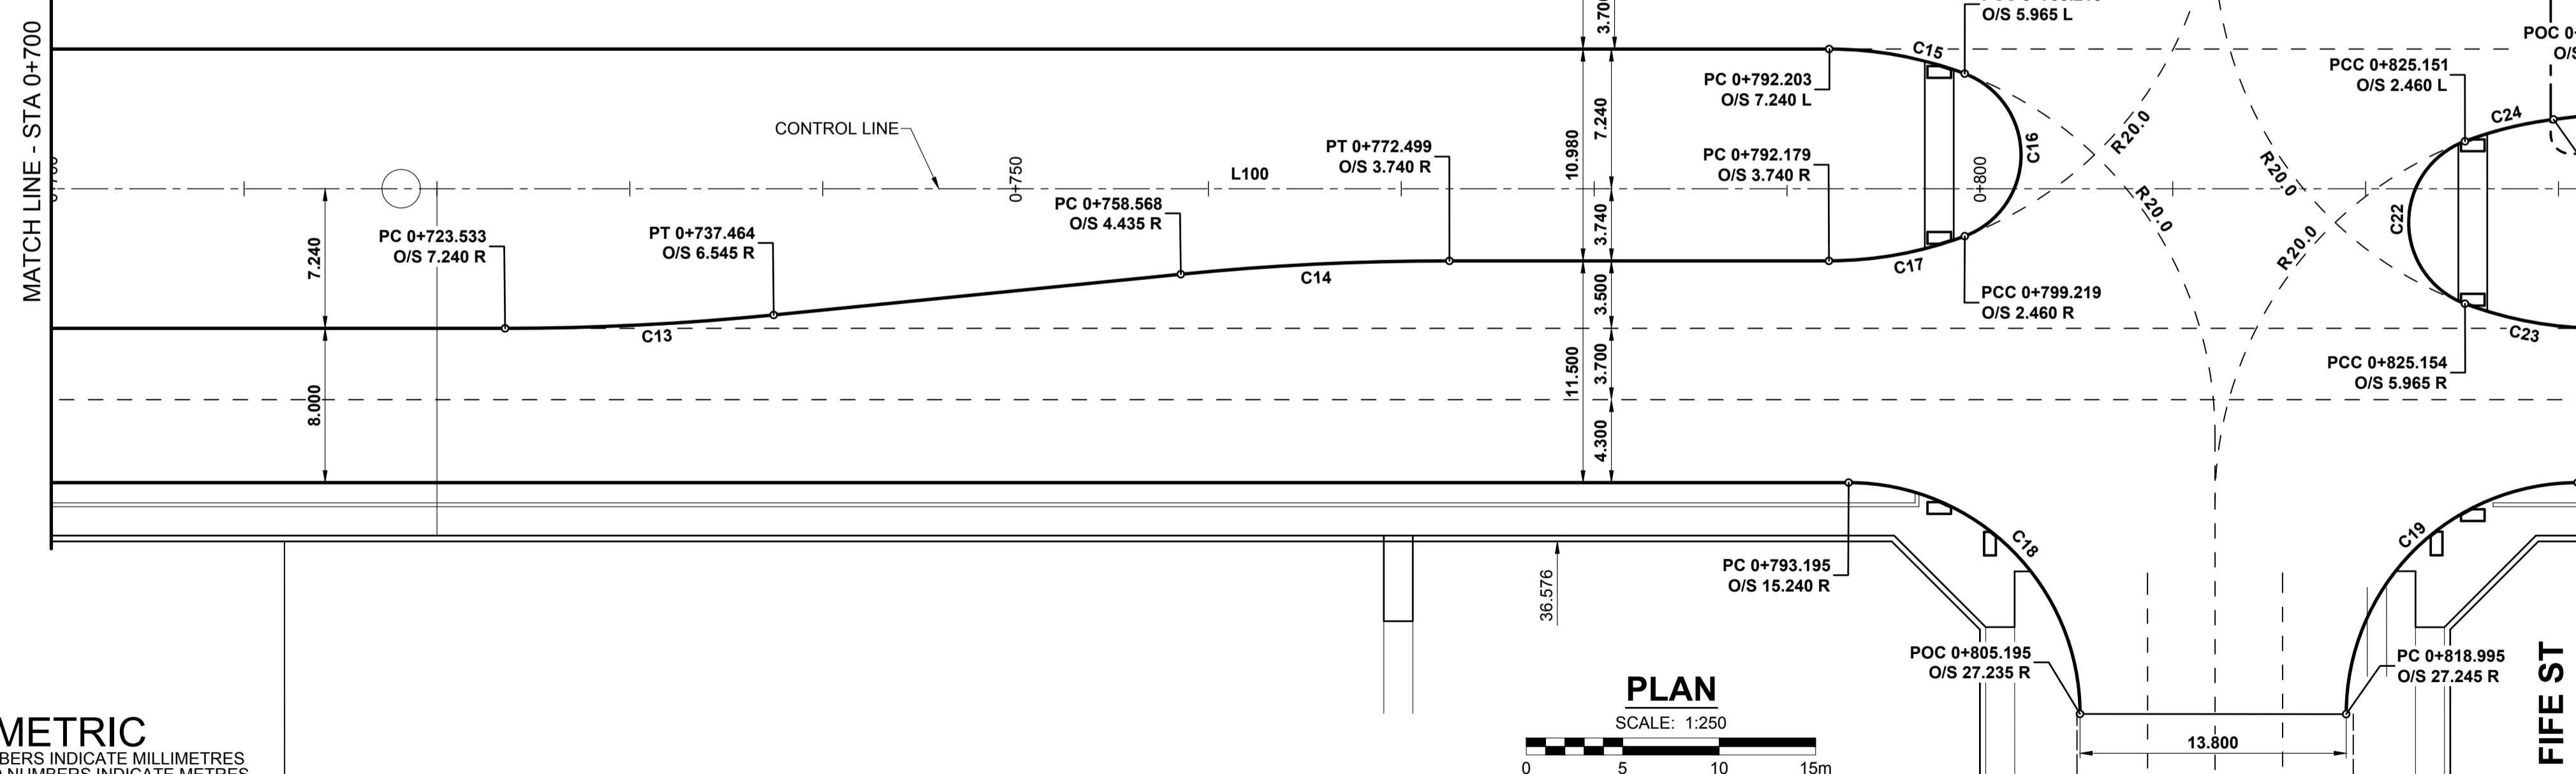 MATCH LINE - STA 0+700
3.700
O/S 5.965 L
C15
PC 0+792.203
O/S 7.240 L
PCC 0+825.151
O/S 2.460 L
C24
CONTROL LINE
PT 0+772.499
O/S 3.740 R
10.980
7.240
PC 0+792.179
O/S 3.740 R
C16
R20.0
R20.0
R20.0
R20.0
0+750
L100
0+800
PC 0+758.568
O/S 4.435 R
3.740
C22
PC 0+723.533
O/S 7.240 R
PT 0+737.464
O/S 6.545 R
7.240
C13
C14
C17
3.500
PCC 0+799.219
O/S 2.460 R
C23
PCC 0+825.154
O/S 5.965 R
8.000
11.500
3.700
4.300
C18
C19
PC 0+793.195
O/S 15.240 R
36.576
POC 0+805.195
O/S 27.235 R
PC 0+818.995
O/S 27.245 R
FIFE ST
PLAN
SCALE: 1:250
0 5 10 15m
13.800
METRIC
INDICATE MILLIMETRES
NUMBERS INDICATE METRES